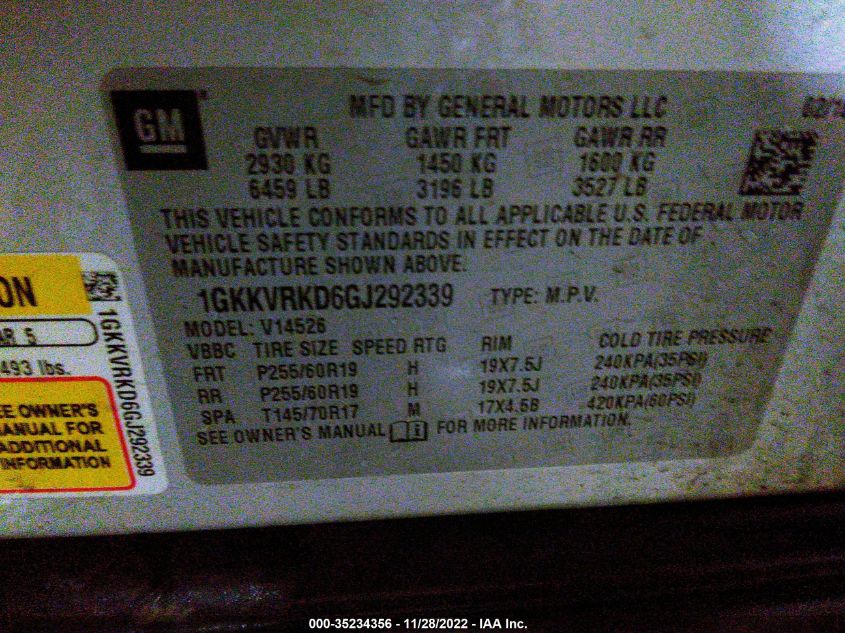 GM
MFD BY GENERAL MOTORS LLC
GVWR GAWR FRT GAWR RR
2930 KG 1450 KG 1600 KG
6459 LB 3196 LB 3527 LB
THIS VEHICLE CONFORMS TO ALL APPLICABLE U.S. FEDERAL MOTOR
VEHICLE SAFETY STANDARDS IN EFFECT ON THE DATE OF
MANUFACTURE SHOWN ABOVE.
1GKKVRKD6GJ292339 TYPE: M.P.V.
MODEL: V14526
VBBC TIRE SIZE SPEED RTG RIM COLD TIRE PRESSURE
FRT P255/60R19 H 19X7.5J 240KPA(35PSI)
RR P255/60R19 H 19X7.5J 240KPA(35PSI)
SPA T145/70R17 M 17X4.5B 420KPA(60PSI)
SEE OWNER'S MANUAL FOR MORE INFORMATION.
ON
AR 5
493 lbs.
EE OWNER'S
MANUAL FOR
ADDITIONAL
INFORMATION
1GKKVRKD6GJ292339
000-35234356 - 11/28/2022 - IAA Inc.